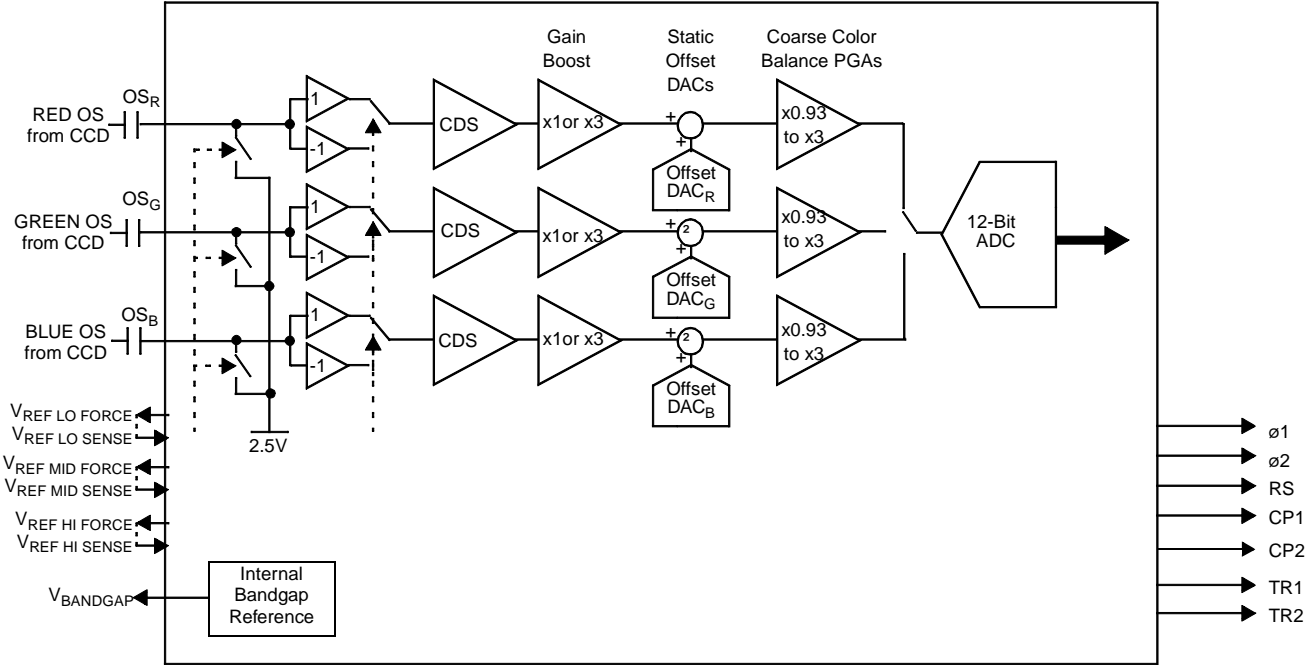 Gain
Boost
Static
Offset
DACs
Coarse Color
Balance PGAs
OSR
RED OS
from CCD
1
-1
CDS
x1or x3
+
+
Offset
DACR
x0.93
to x3
OSG
GREEN OS
from CCD
1
-1
CDS
x1or x3
+
²
+
Offset
DACG
x0.93
to x3
12-Bit
ADC
OSB
BLUE OS
from CCD
1
-1
CDS
x1or x3
+
²
+
Offset
DACB
x0.93
to x3
2.5V
VREF LO FORCE
VREF LO SENSE
VREF MID FORCE
VREF MID SENSE
VREF HI FORCE
VREF HI SENSE
VBANDGAP
Internal
Bandgap
Reference
ø1
ø2
RS
CP1
CP2
TR1
TR2